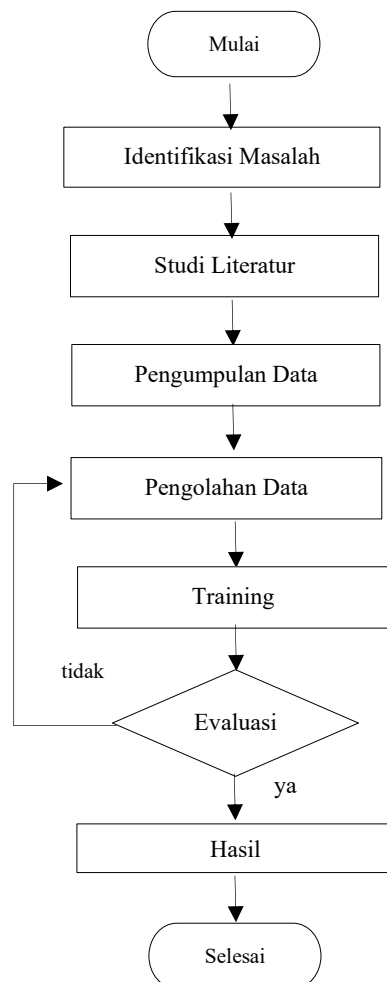 Mulai
Identifikasi Masalah
Studi Literatur
Pengumpulan Data
Pengolahan Data
Training
tidak
Evaluasi
ya
Hasil
Selesai